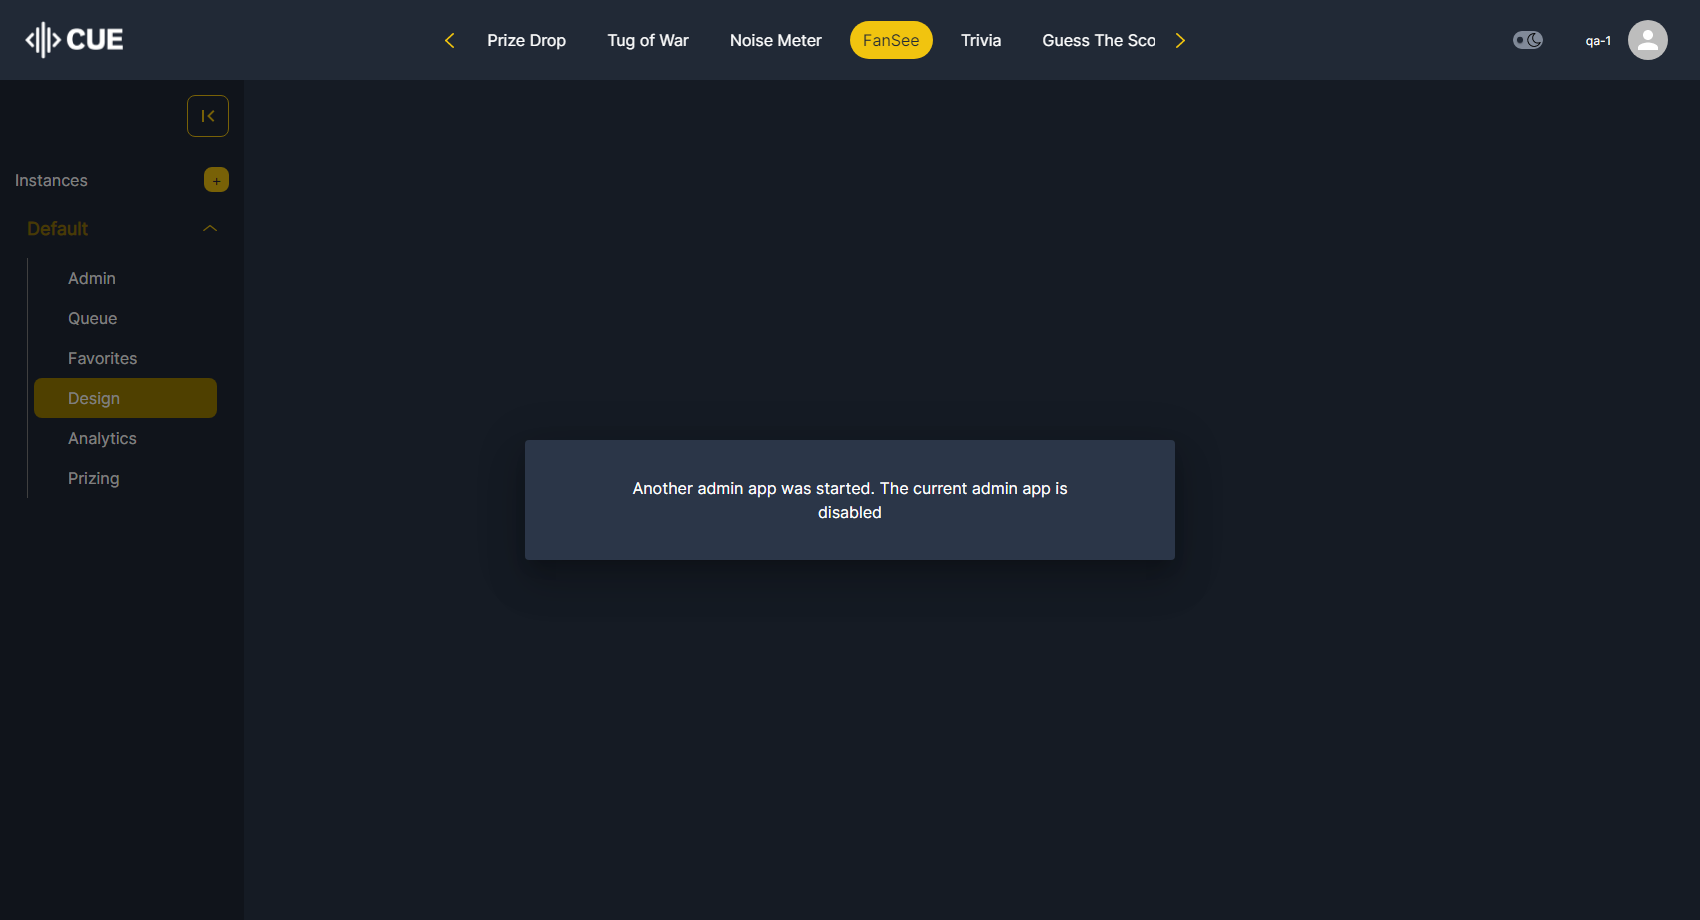 CUE
Prize Drop
Tug of War
Noise Meter
FanSee
Trivia
Guess The Sco
qa-1
Instances
+
Default
Admin
Queue
Favorites
Design
Analytics
Prizing
Another admin app was started. The current admin app is
disabled